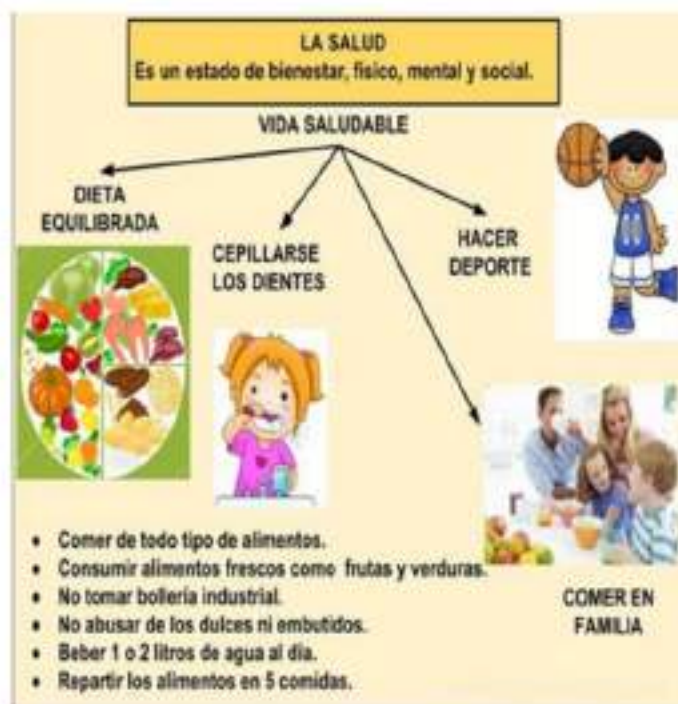 LA SALUD
Es un estado de bienestar, físico, mental y social.
VIDA SALUDABLE
DIETA
EQUILIBRADA
CEPILLARSE
LOS DIENTES
HACER
DEPORTE
• Comer de todo tipo de alimentos.
• Consumir alimentos frescos como frutas y verduras.
• No tomar bollería industrial.
• No abusar de los dulces ni embutidos.
• Beber 1 o 2 litros de agua al día.
• Repartir los alimentos en 5 comidas.
COMER EN
FAMILIA